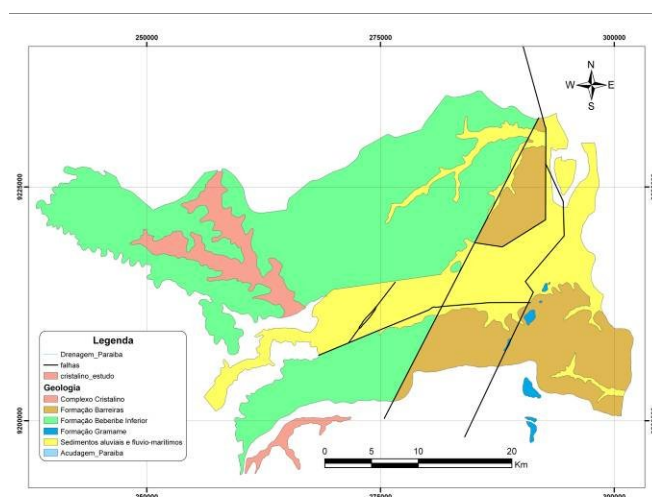 250000
275000
300000
N
W E
S
9225000
Legenda
Drenagem_Paraiba
falhas
cristalino_estudo
Geologia
Complexo Cristalino
Formação Barreiras
Formação Beberibe Inferior
Formação Gramame
Sedimentos aluviais e fluvio-marítimos
Acudagem_Paraiba
9200000
0 5 10 20
Km
250000
275000
300000